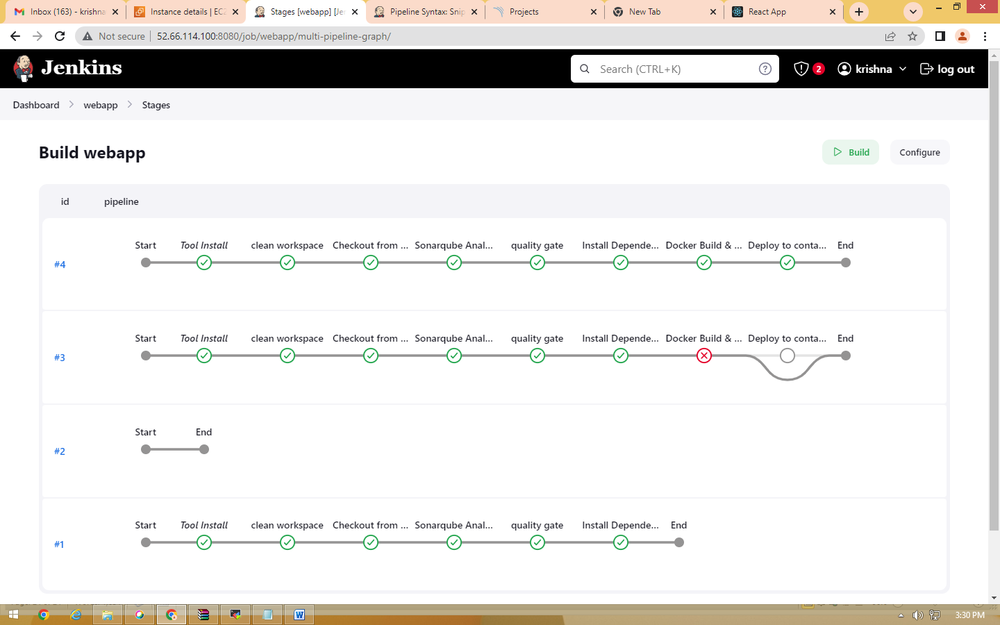 Inbox (163) - krishna
Instance details | EC2
Stages [webapp] [Jen
Pipeline Syntax: Snip
Projects
New Tab
React App
Not secure
52.66.114.100:8080/job/webapp/multi-pipeline-graph/
Jenkins
Search (CTRL+K)
2
krishna
log out
Dashboard
webapp
Stages
Build webapp
Build
Configure
id
pipeline
#4
Start
Tool Install
clean workspace
Checkout from ...
Sonarqube Anal...
quality gate
Install Depende...
Docker Build & ...
Deploy to conta...
End
#3
Start
Tool Install
clean workspace
Checkout from ...
Sonarqube Anal...
quality gate
Install Depende...
Docker Build & ...
Deploy to conta...
End
#2
Start
End
#1
Start
Tool Install
clean workspace
Checkout from ...
Sonarqube Anal...
quality gate
Install Depende...
End
3:30 PM